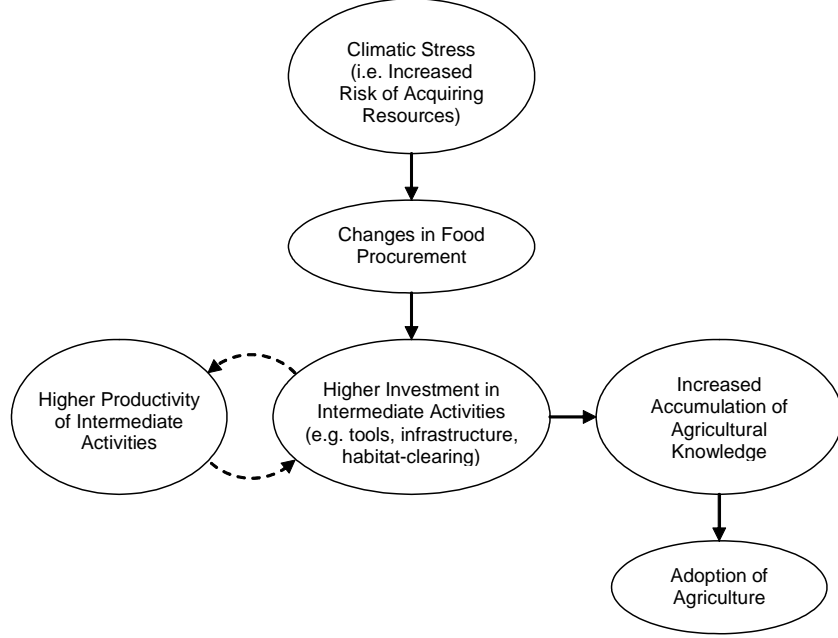 Climatic Stress
(i.e. Increased
Risk of Acquiring
Resources)
Changes in Food
Procurement
Higher Productivity
of Intermediate
Activities
Higher Investment in
Intermediate Activities
(e.g. tools, infrastructure,
habitat-clearing)
Increased
Accumulation of
Agricultural
Knowledge
Adoption of
Agriculture